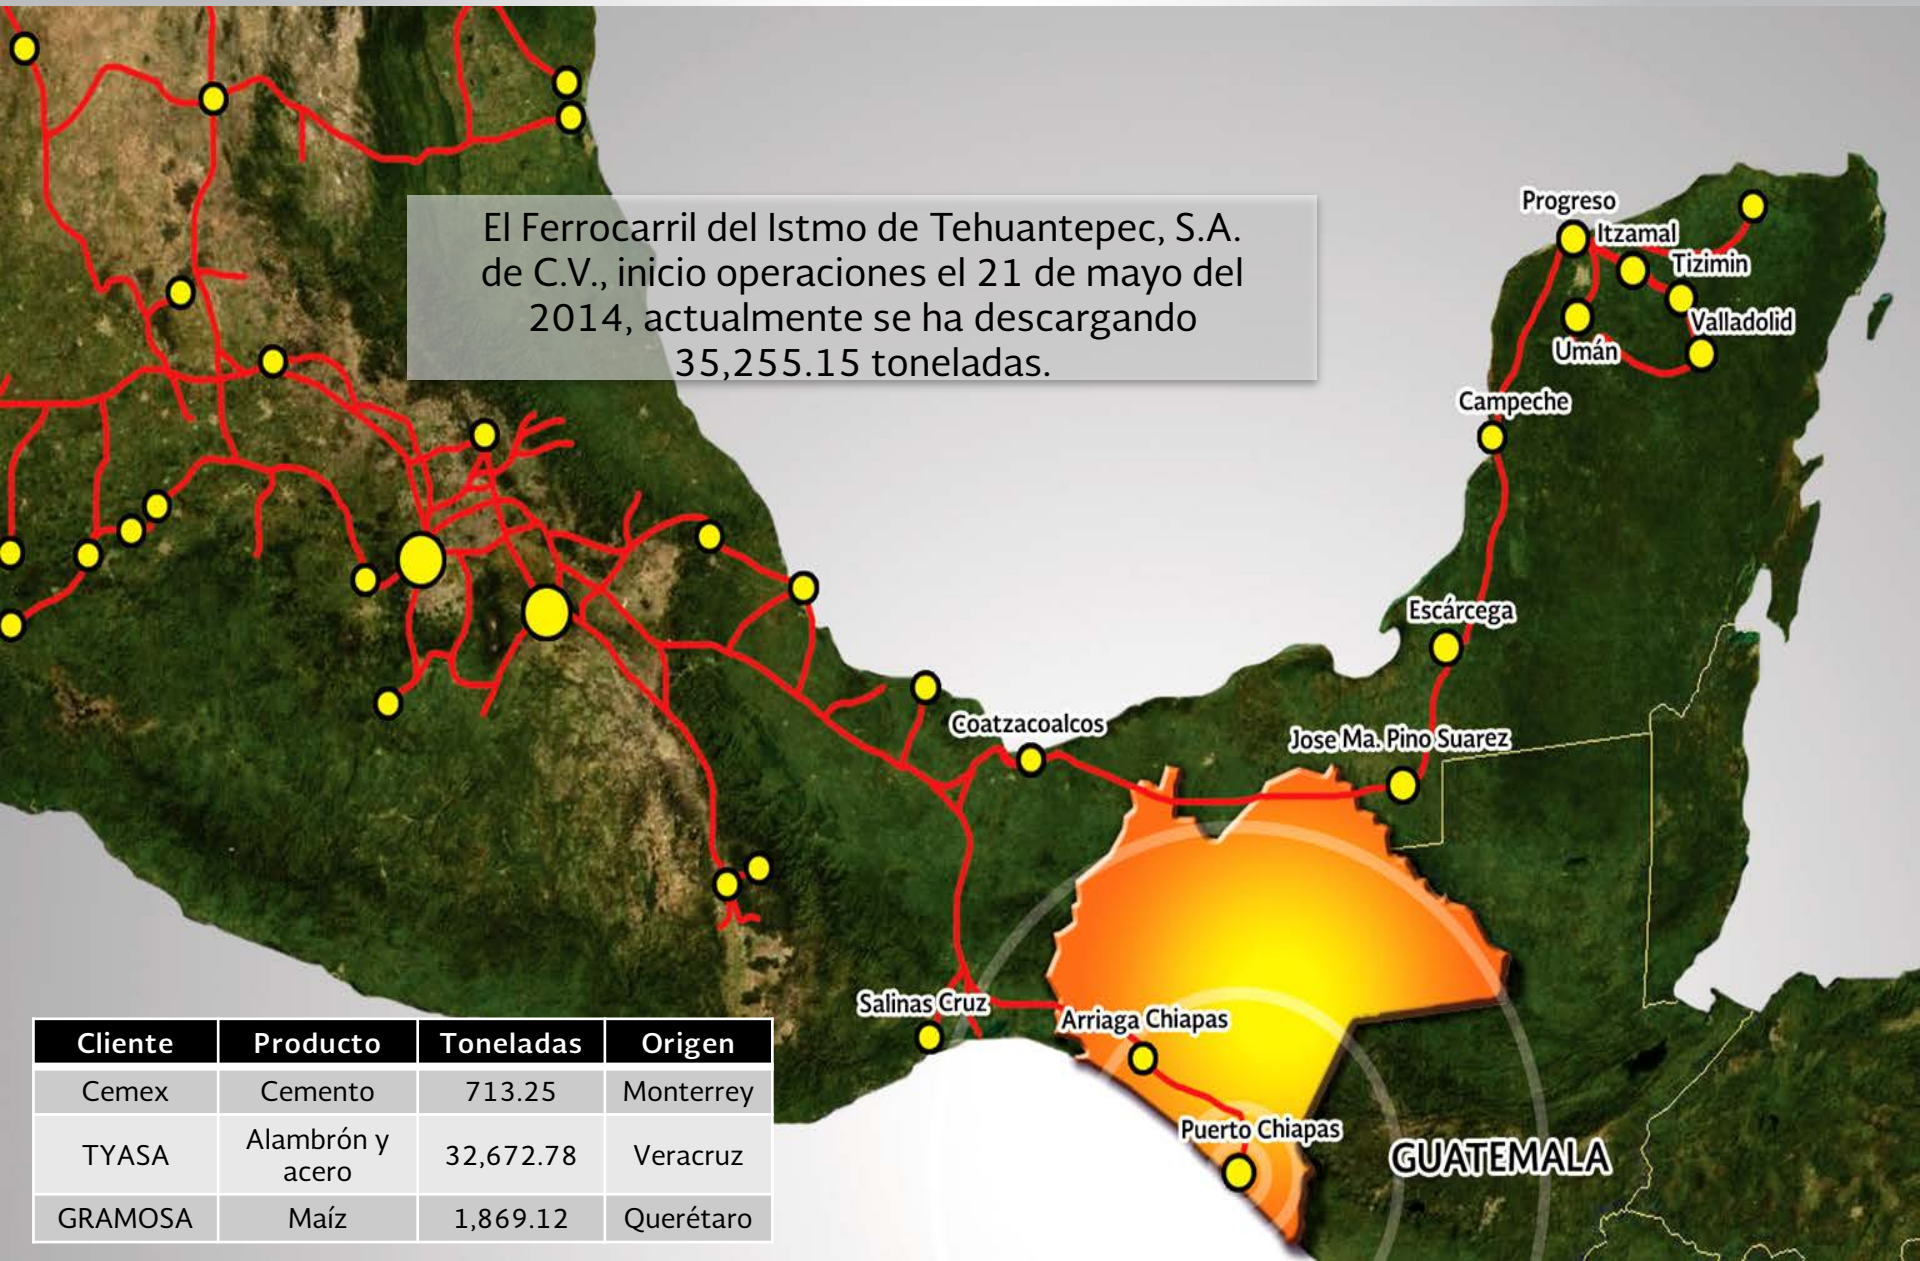 El Ferrocarril del Istmo de Tehuantepec, S.A.
de C.V., inicio operaciones el 21 de mayo del
2014, actualmente se ha descargando
35,255.15 toneladas.
Progreso
Itzamal
Tizimin
Valladolid
Umán
Campeche
Escárcega
Jose Ma. Pino Suarez
Coatzacoalcos
Salinas Cruz
Arriaga Chiapas
Puerto Chiapas
GUATEMALA
Cliente Producto Toneladas Origen
Cemex Cemento 713.25 Monterrey
TYASA Alambrón y acero 32,672.78 Veracruz
GRAMOSA Maíz 1,869.12 Querétaro